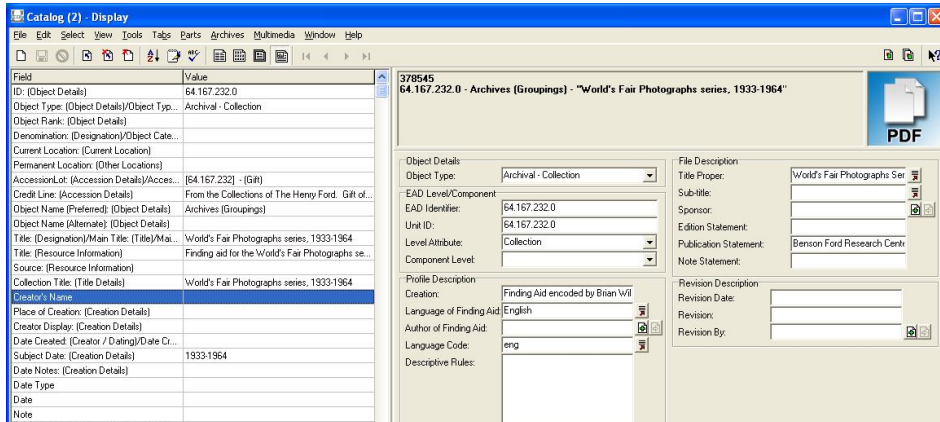 Catalog (2) - Display
File Edit Select View Tools Tabs Parts Archives Multimedia Window Help
Field Value
ID: (Object Details) 64.167.232.0
Object Type: (Object Details)/Object Typ... Archival - Collection
Object Rank: (Object Details)
Denomination: (Designation)/Object Cate...
Current Location: (Current Location)
Permanent Location: (Other Locations)
AccessionLot: (Accession Details)/Acces... [64.167.232] - (Gift)
Credit Line: (Accession Details) From the Collections of The Henry Ford. Gift of...
Object Name (Preferred): (Object Details) Archives (Groupings)
Object Name (Alternate): (Object Details)
Title: (Designation)/Main Title: (Title)/Mai... World's Fair Photographs series, 1933-1964
Title: (Resource Information) Finding aid for the World's Fair Photographs se...
Source: (Resource Information)
Collection Title: (Title Details) World's Fair Photographs series, 1933-1964
Creator's Name
Place of Creation: (Creation Details)
Creator Display: (Creation Details)
Date Created: (Creator / Dating)/Date Cr...
Subject Date: (Creation Details) 1933-1964
Date Notes: (Creation Details)
Date Type
Date
Note
378545
64.167.232.0 - Archives (Groupings) - "World's Fair Photographs series, 1933-1964"
PDF
Object Details
Object Type: Archival - Collection
EAD Level/Component
EAD Identifier: 64.167.232.0
Unit ID: 64.167.232.0
Level Attribute: Collection
Component Level:
Profile Description
Creation: Finding Aid encoded by Brian Wil
Language of Finding Aid: English
Author of Finding Aid:
Language Code: eng
Descriptive Rules:
File Description
Title Proper: World's Fair Photographs Ser
Sub-title:
Sponsor:
Edition Statement:
Publication Statement: Benson Ford Research Cente
Note Statement:
Revision Description
Revision Date:
Revision:
Revision By: